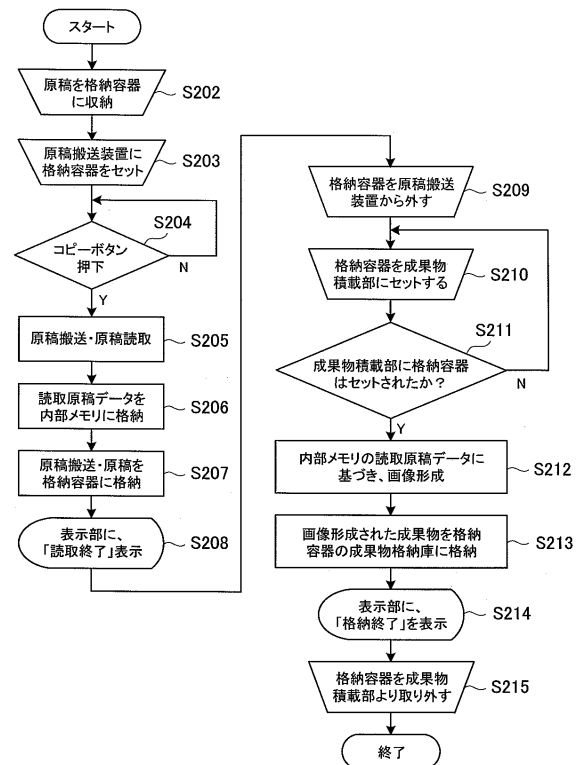 スタート
原稿を格納容器
に収納
S202
原稿搬送装置に
格納容器をセット
S203
S204
コピーボタン
押下
N
Y
原稿搬送・原稿読取
S205
読取原稿データを
内部メモリに格納
S206
原稿搬送・原稿を
格納容器に格納
S207
表示部に、
「読取終了」表示
S208
格納容器を原稿搬送
装置から外す
S209
格納容器を成果物
積載部にセットする
S210
S211
成果物積載部に格納容器
はセットされたか？
N
Y
内部メモリの読取原稿データに
基づき、画像形成
S212
画像形成された成果物を格納
容器の成果物格納庫に格納
S213
表示部に、
「格納終了」を表示
S214
格納容器を成果物
積載部より取り外す
S215
終了